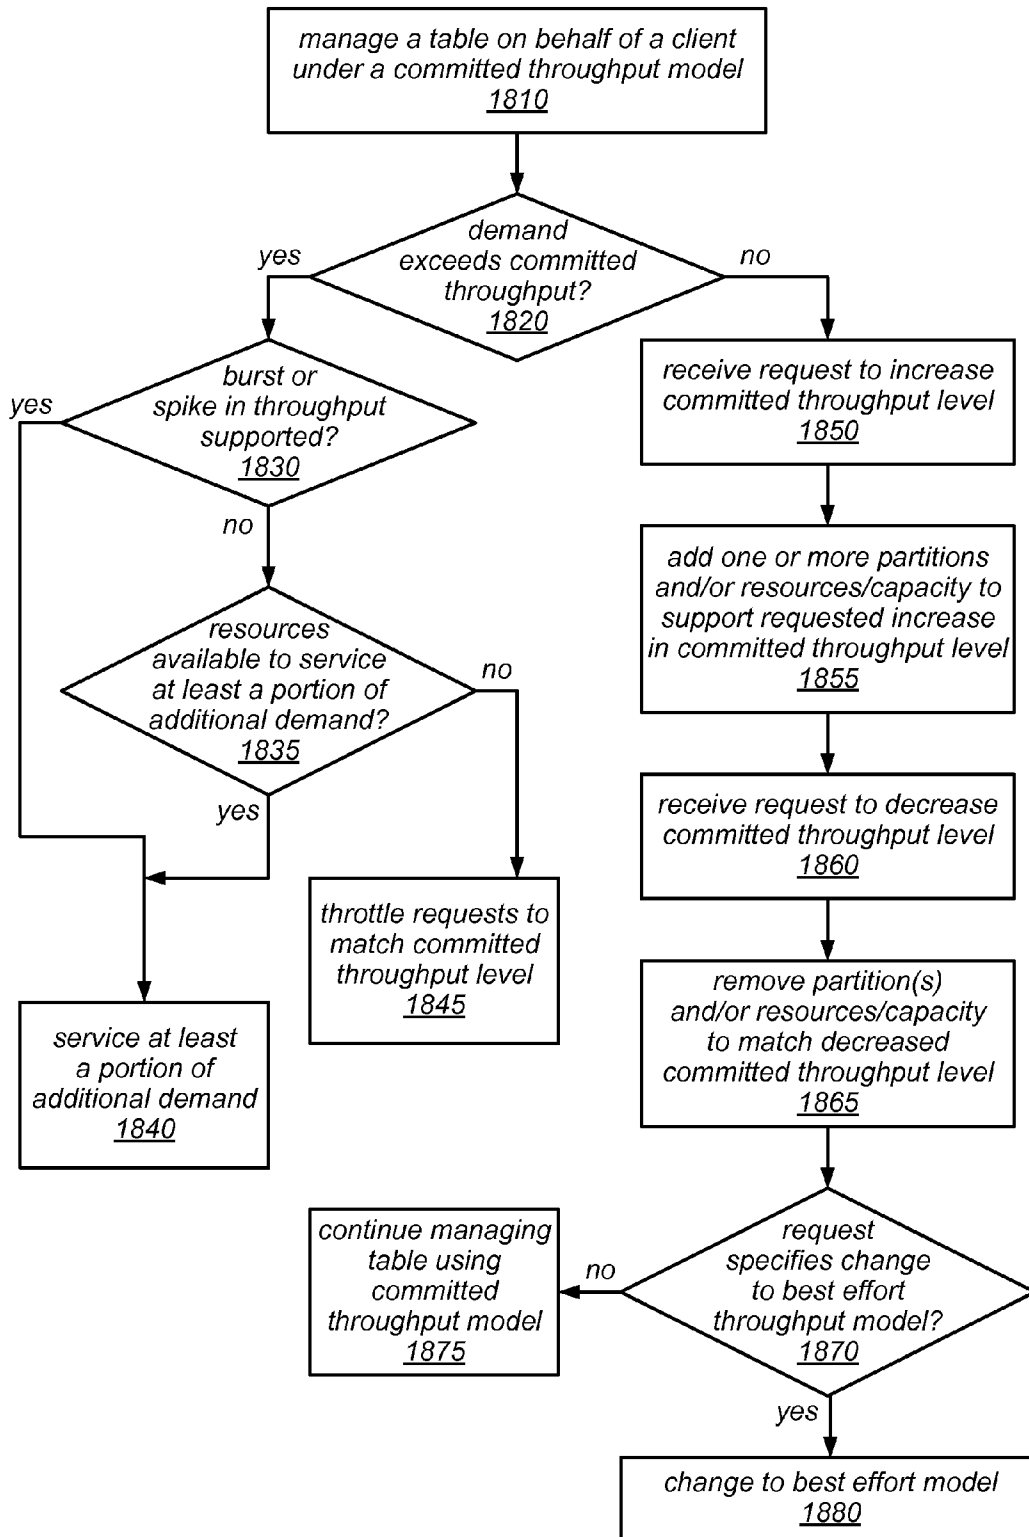 manage a table on behalf of a client
under a committed throughput model
1810
demand
exceeds committed
throughput?
1820
yes
no
burst or
spike in throughput
supported?
1830
yes
no
receive request to increase
committed throughput level
1850
resources
available to service
at least a portion of
additional demand?
1835
no
yes
add one or more partitions
and/or resources/capacity to
support requested increase
in committed throughput level
1855
receive request to decrease
committed throughput level
1860
throttle requests to
match committed
throughput level
1845
service at least
a portion of
additional demand
1840
remove partition(s)
and/or resources/capacity
to match decreased
committed throughput level
1865
continue managing
table using
committed
throughput model
1875
no
request
specifies change
to best effort
throughput model?
1870
yes
change to best effort model
1880